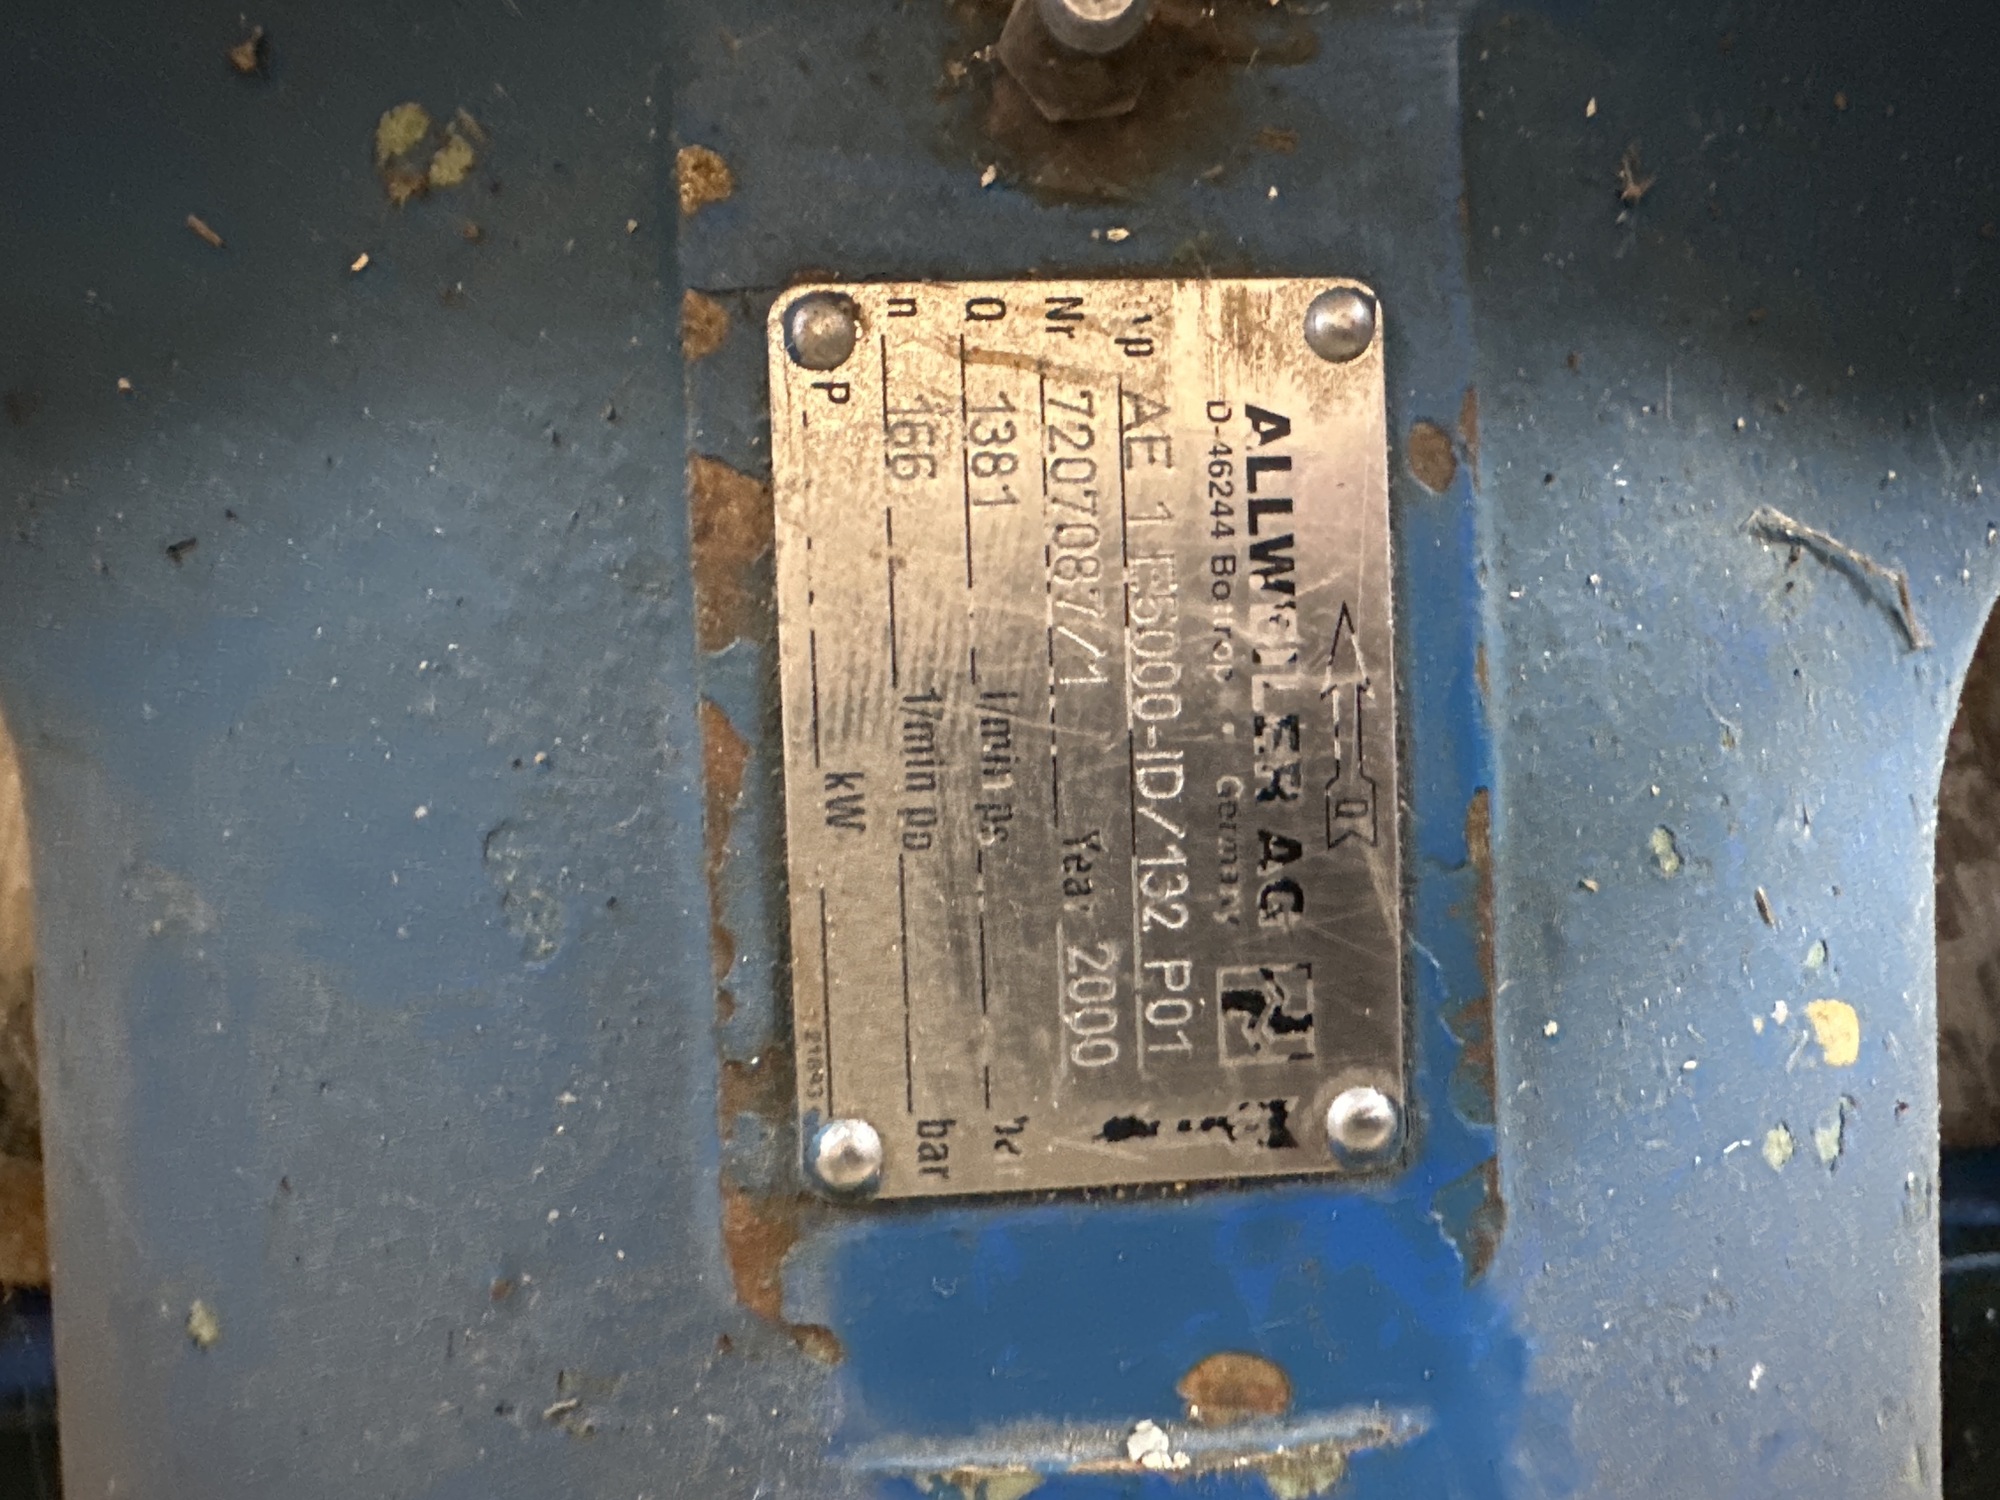 ALLWEILER AG
D-46244 Bottrop · Germany
Typ AE 1 E5000-ID/132 P01
Nr 7207087/1 Year 2000
Q 1381 l/min ps
n 166 1/min pd bar
P kW